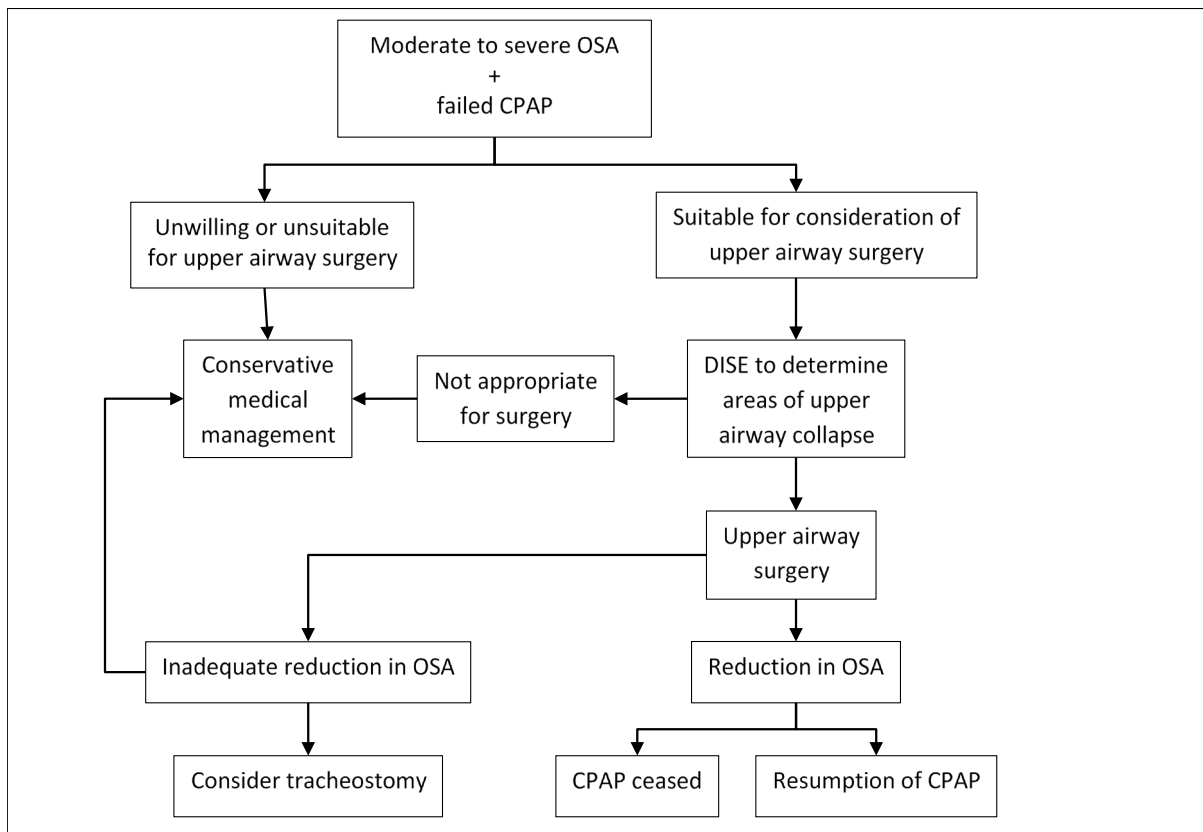 Moderate to severe OSA
+
failed CPAP
Unwilling or unsuitable
for upper airway surgery
Suitable for consideration of
upper airway surgery
Conservative
medical
management
Not appropriate
for surgery
DISE to determine
areas of upper
airway collapse
Upper airway
surgery
Inadequate reduction in OSA
Reduction in OSA
Consider tracheostomy
CPAP ceased
Resumption of CPAP